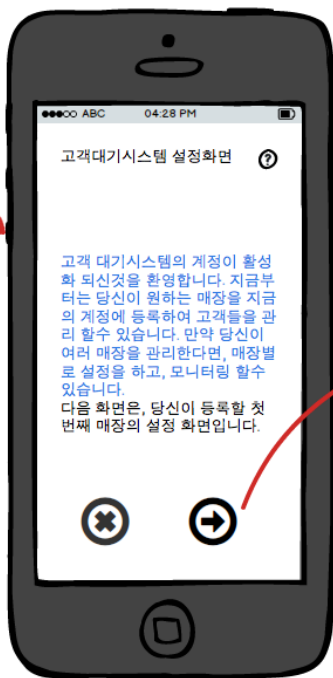 ABC 04:28 PM
고객대기시스템 설정화면 ?
고객 대기시스템의 계정이 활성
화 되신것을 환영합니다. 지금부
터는 당신이 원하는 매장을 지금
의 계정에 등록하여 고객들을 관
리 할수 있습니다. 만약 당신이
여러 매장을 관리한다면, 매장별
로 설정을 하고, 모니터링 할수
있습니다.
다음 화면은, 당신이 등록할 첫
번째 매장의 설정 화면입니다.